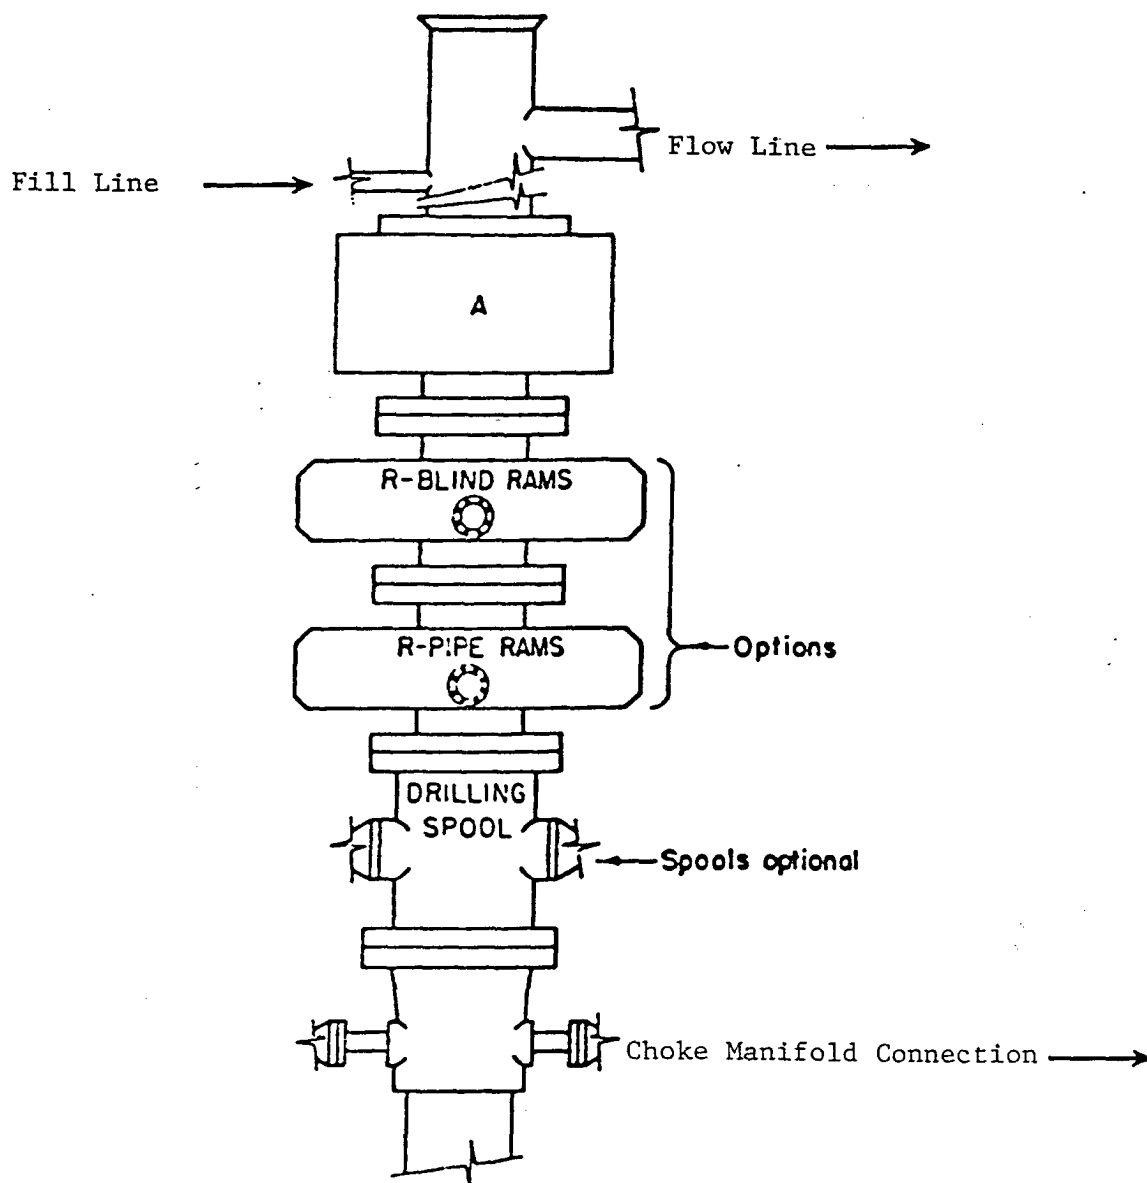 Flow Line
Fill Line
A
R-BLIND RAMS
R-PIPE RAMS
Options
DRILLING
SPOOL
Spools optional
Choke Manifold Connection